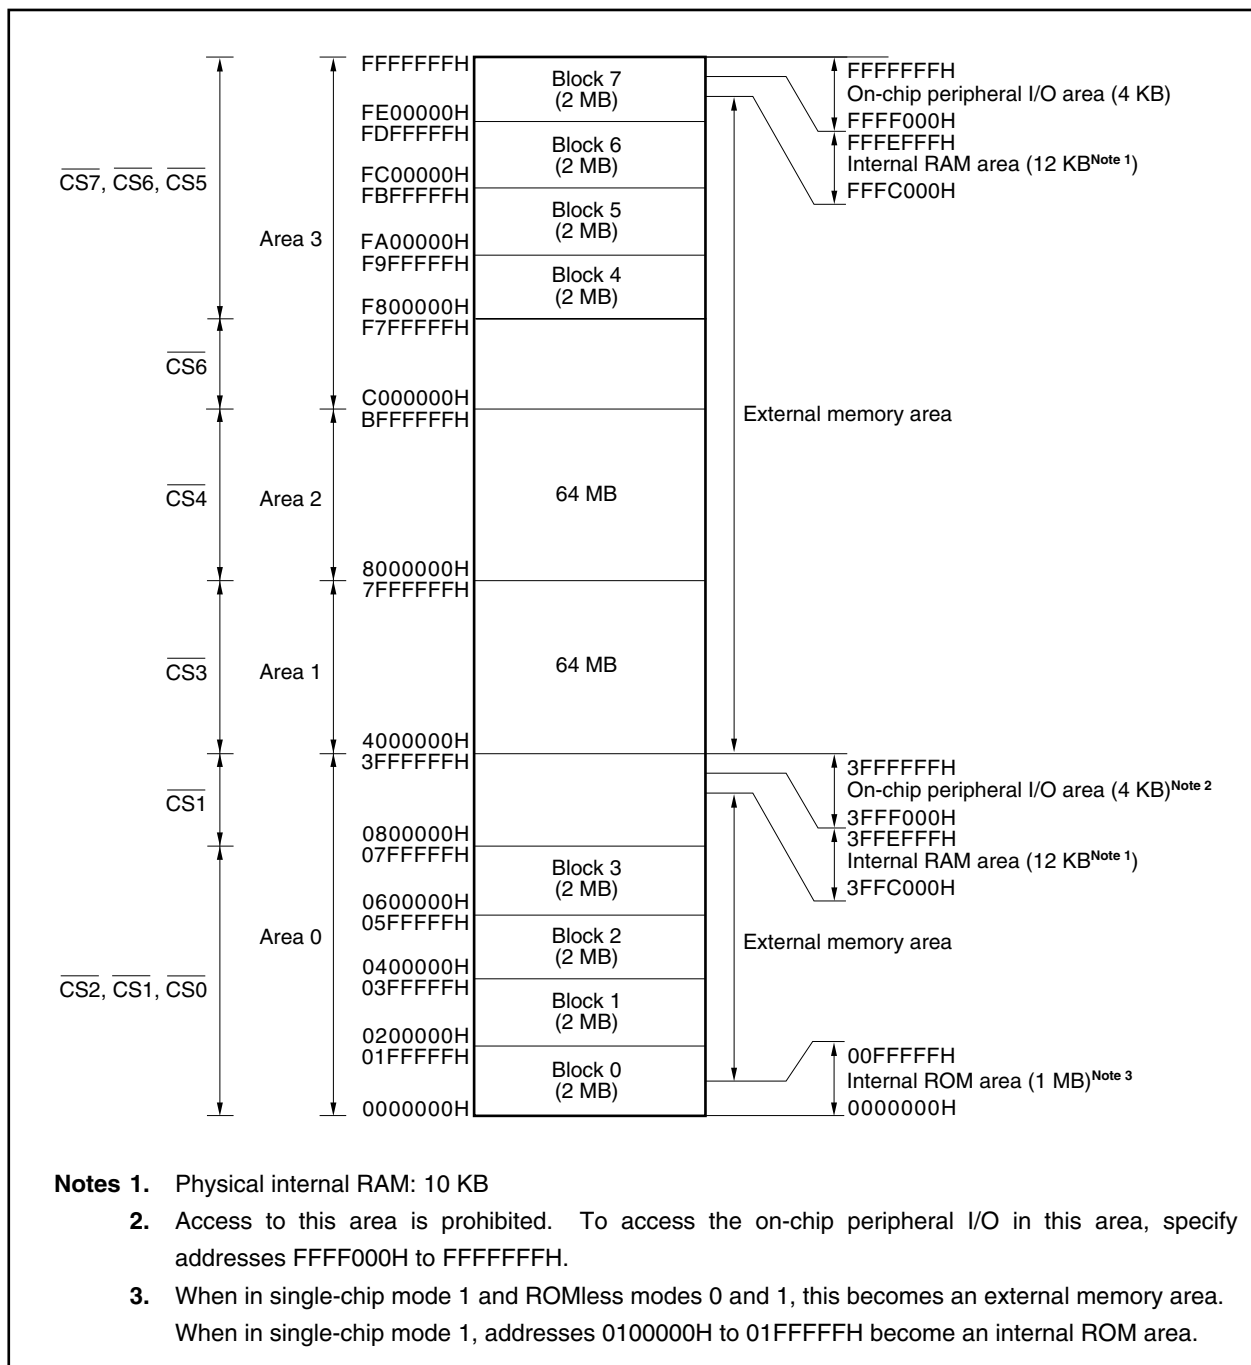 FFFFFFFH
Block 7
(2 MB)
FE00000H
FDFFFFFH
Block 6
(2 MB)
FC00000H
FBFFFFFH
Block 5
(2 MB)
FA00000H
F9FFFFFH
Block 4
(2 MB)
F800000H
F7FFFFFH
C000000H
BFFFFFFH
64 MB
8000000H
7FFFFFFH
64 MB
4000000H
3FFFFFFH
0800000H
07FFFFFH
Block 3
(2 MB)
0600000H
05FFFFFH
Block 2
(2 MB)
0400000H
03FFFFFH
Block 1
(2 MB)
0200000H
01FFFFFH
Block 0
(2 MB)
0000000H
CS7, CS6, CS5
CS6
CS4
CS3
CS1
CS2, CS1, CS0
Area 3
Area 2
Area 1
Area 0
FFFFFFFH
On-chip peripheral I/O area (4 KB)
FFFF000H
FFFEFFFH
Internal RAM area (12 KB Note 1)
FFFC000H
External memory area
3FFFFFFH
On-chip peripheral I/O area (4 KB) Note 2
3FFF000H
3FFEFFFH
Internal RAM area (12 KB Note 1)
3FFC000H
External memory area
00FFFFFH
Internal ROM area (1 MB) Note 3
0000000H
Notes 1. Physical internal RAM: 10 KB
2. Access to this area is prohibited. To access the on-chip peripheral I/O in this area, specify
addresses FFFF000H to FFFFFFFH.
3. When in single-chip mode 1 and ROMless modes 0 and 1, this becomes an external memory area.
When in single-chip mode 1, addresses 0100000H to 01FFFFFH become an internal ROM area.